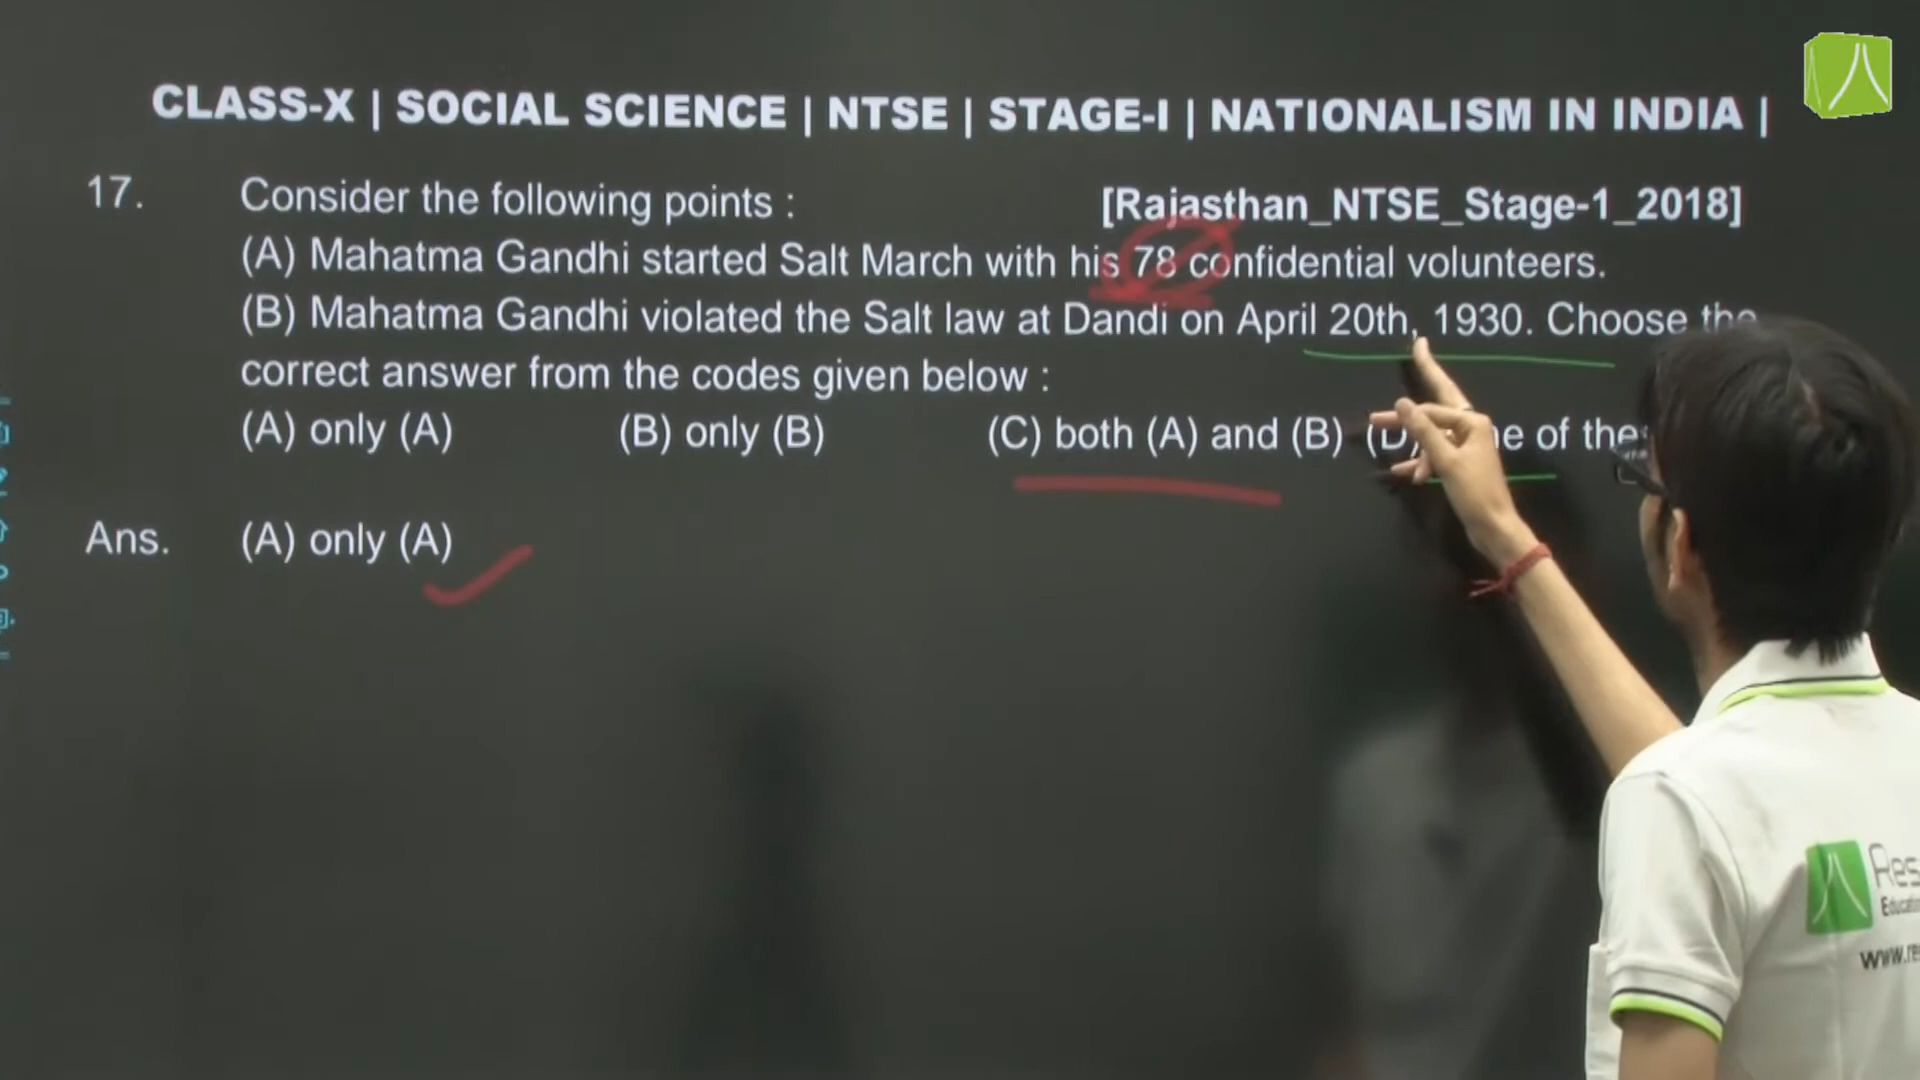 CLASS-X | SOCIAL SCIENCE | NTSE | STAGE-I | NATIONALISM IN INDIA |
17. Consider the following points : [Rajasthan_NTSE_Stage-1_2018]
(A) Mahatma Gandhi started Salt March with his 78 confidential volunteers.
(B) Mahatma Gandhi violated the Salt law at Dandi on April 20th, 1930. Choose the
correct answer from the codes given below :
(A) only (A) (B) only (B) (C) both (A) and (B) (D) of
Ans. (A) only (A)